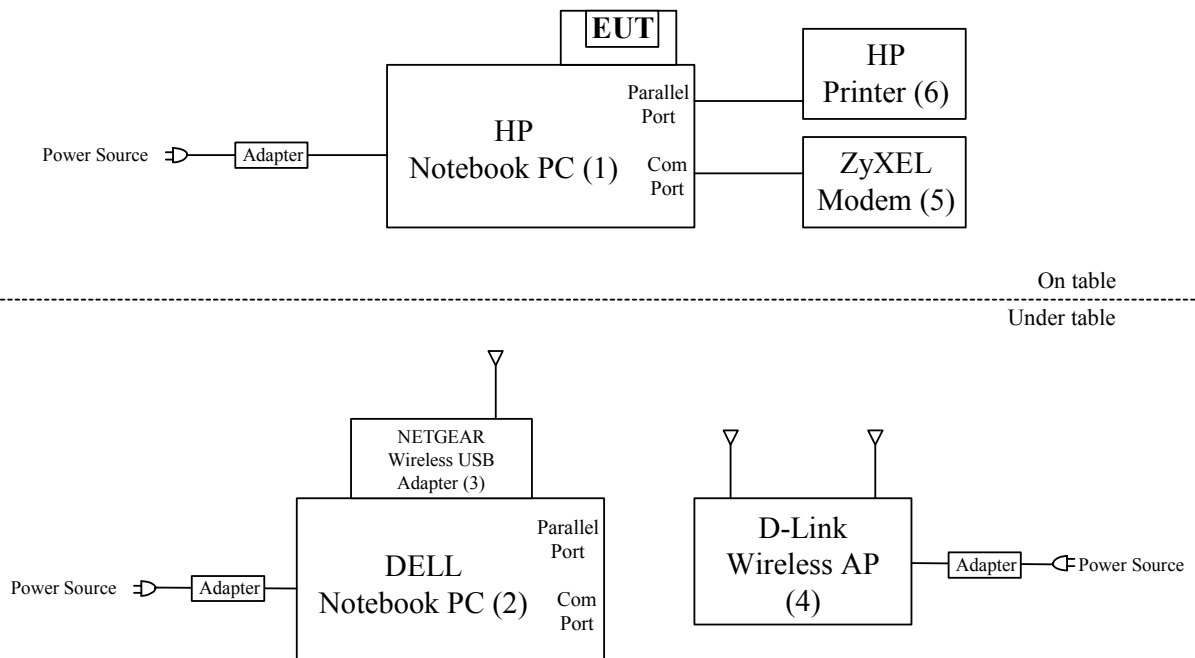 EUT
HP
Notebook PC (1)
Parallel
Port
Com
Port
HP
Printer (6)
ZyXEL
Modem (5)
Power Source
Adapter
On table
Under table
NETGEAR
Wireless USB
Adapter (3)
DELL
Notebook PC (2)
Parallel
Port
Com
Port
Power Source
Adapter
D-Link
Wireless AP
(4)
Adapter
Power Source